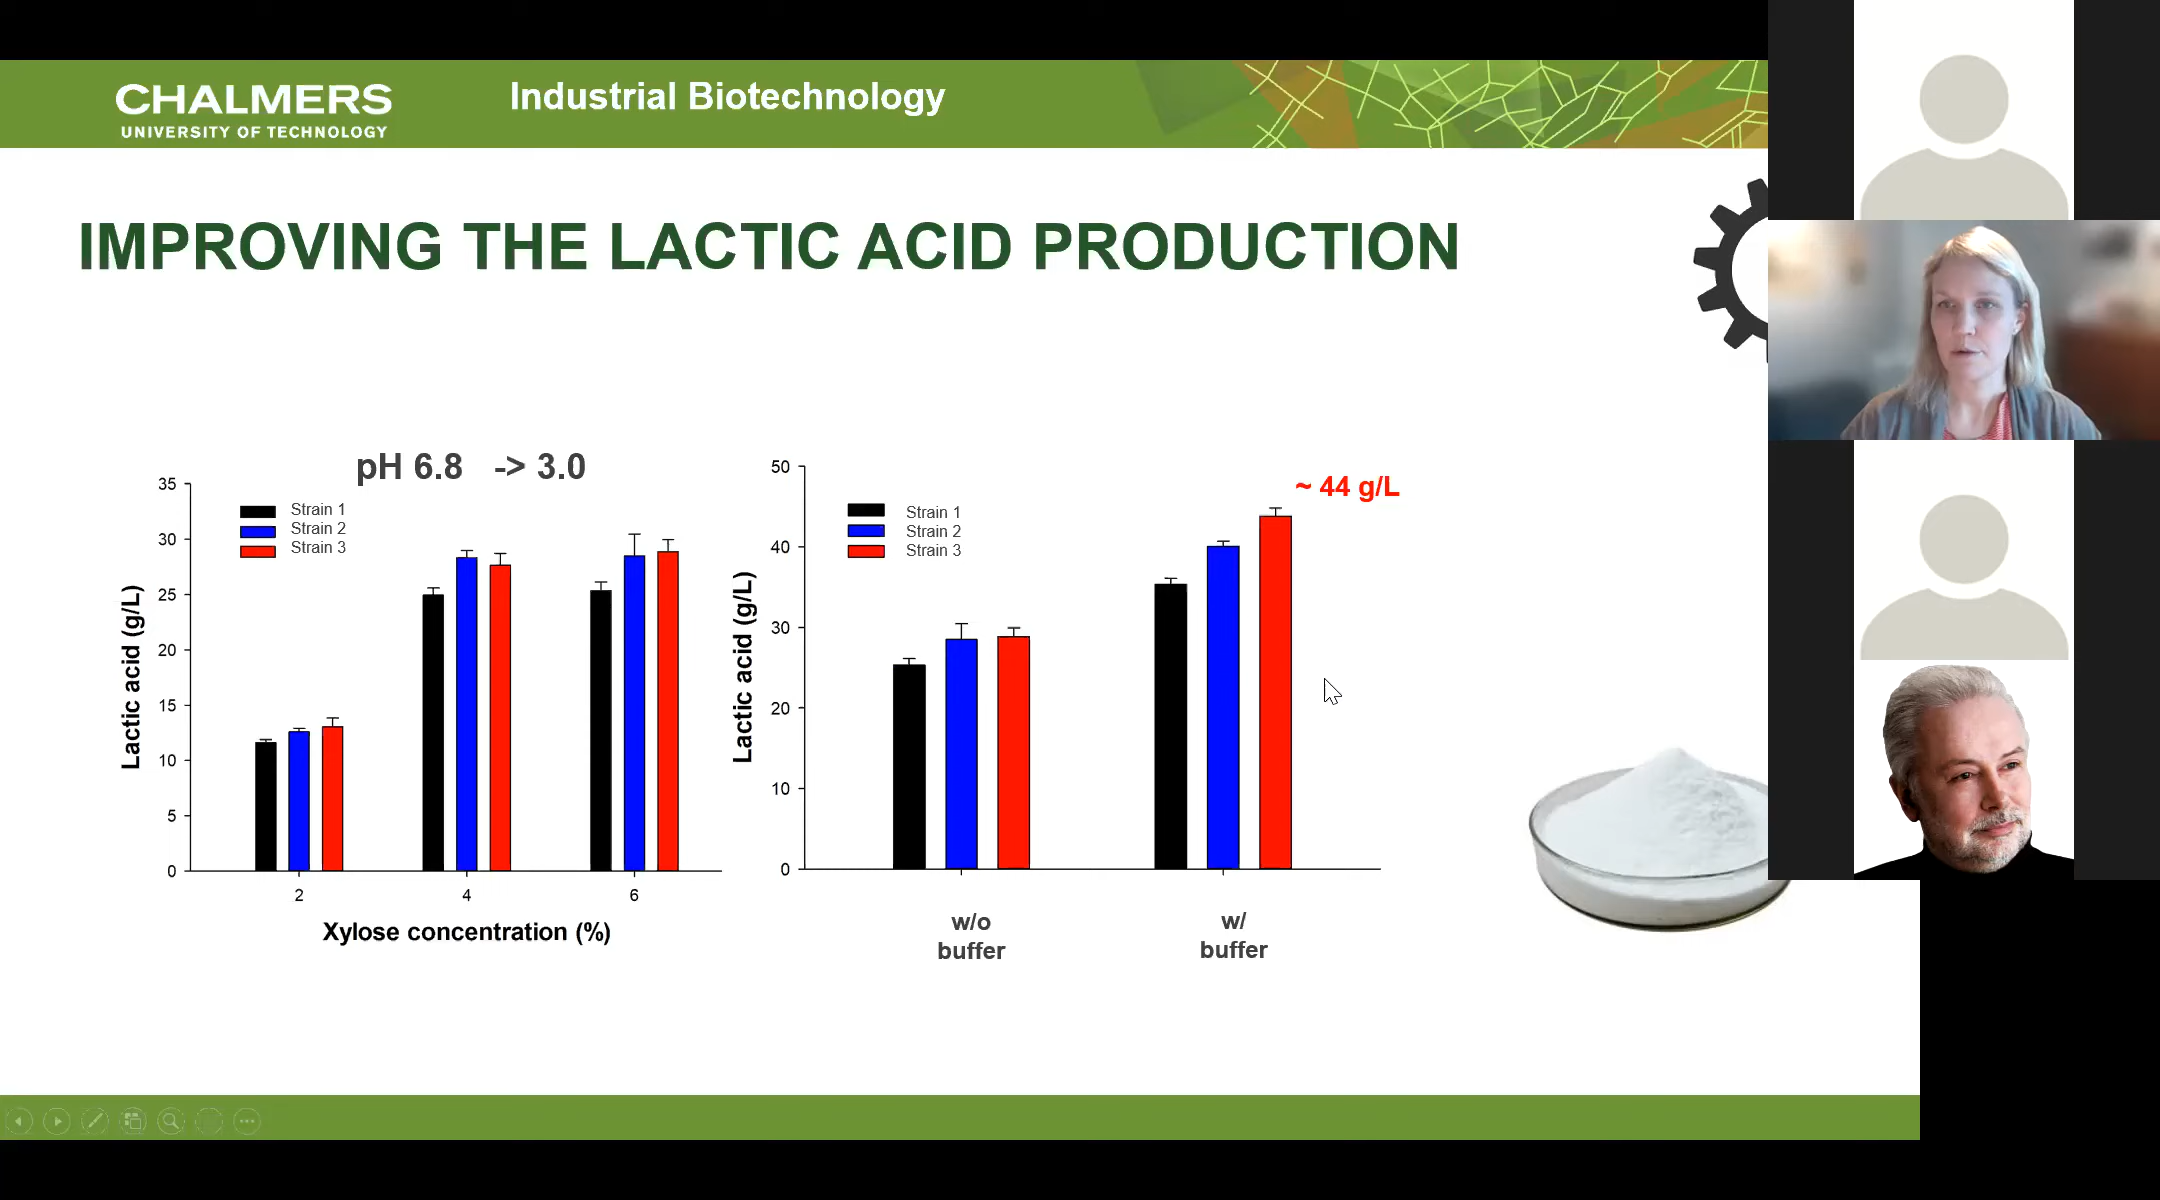 CHALMERS
UNIVERSITY OF TECHNOLOGY
Industrial Biotechnology
IMPROVING THE LACTIC ACID PRODUCTION
pH 6.8 -> 3.0
Strain 1
Strain 2
Strain 3
Lactic acid (g/L)
35
30
25
20
15
10
5
0
2 4 6
Xylose concentration (%)
~ 44 g/L
Strain 1
Strain 2
Strain 3
Lactic acid (g/L)
50
40
30
20
10
0
w/o
buffer
w/
buffer